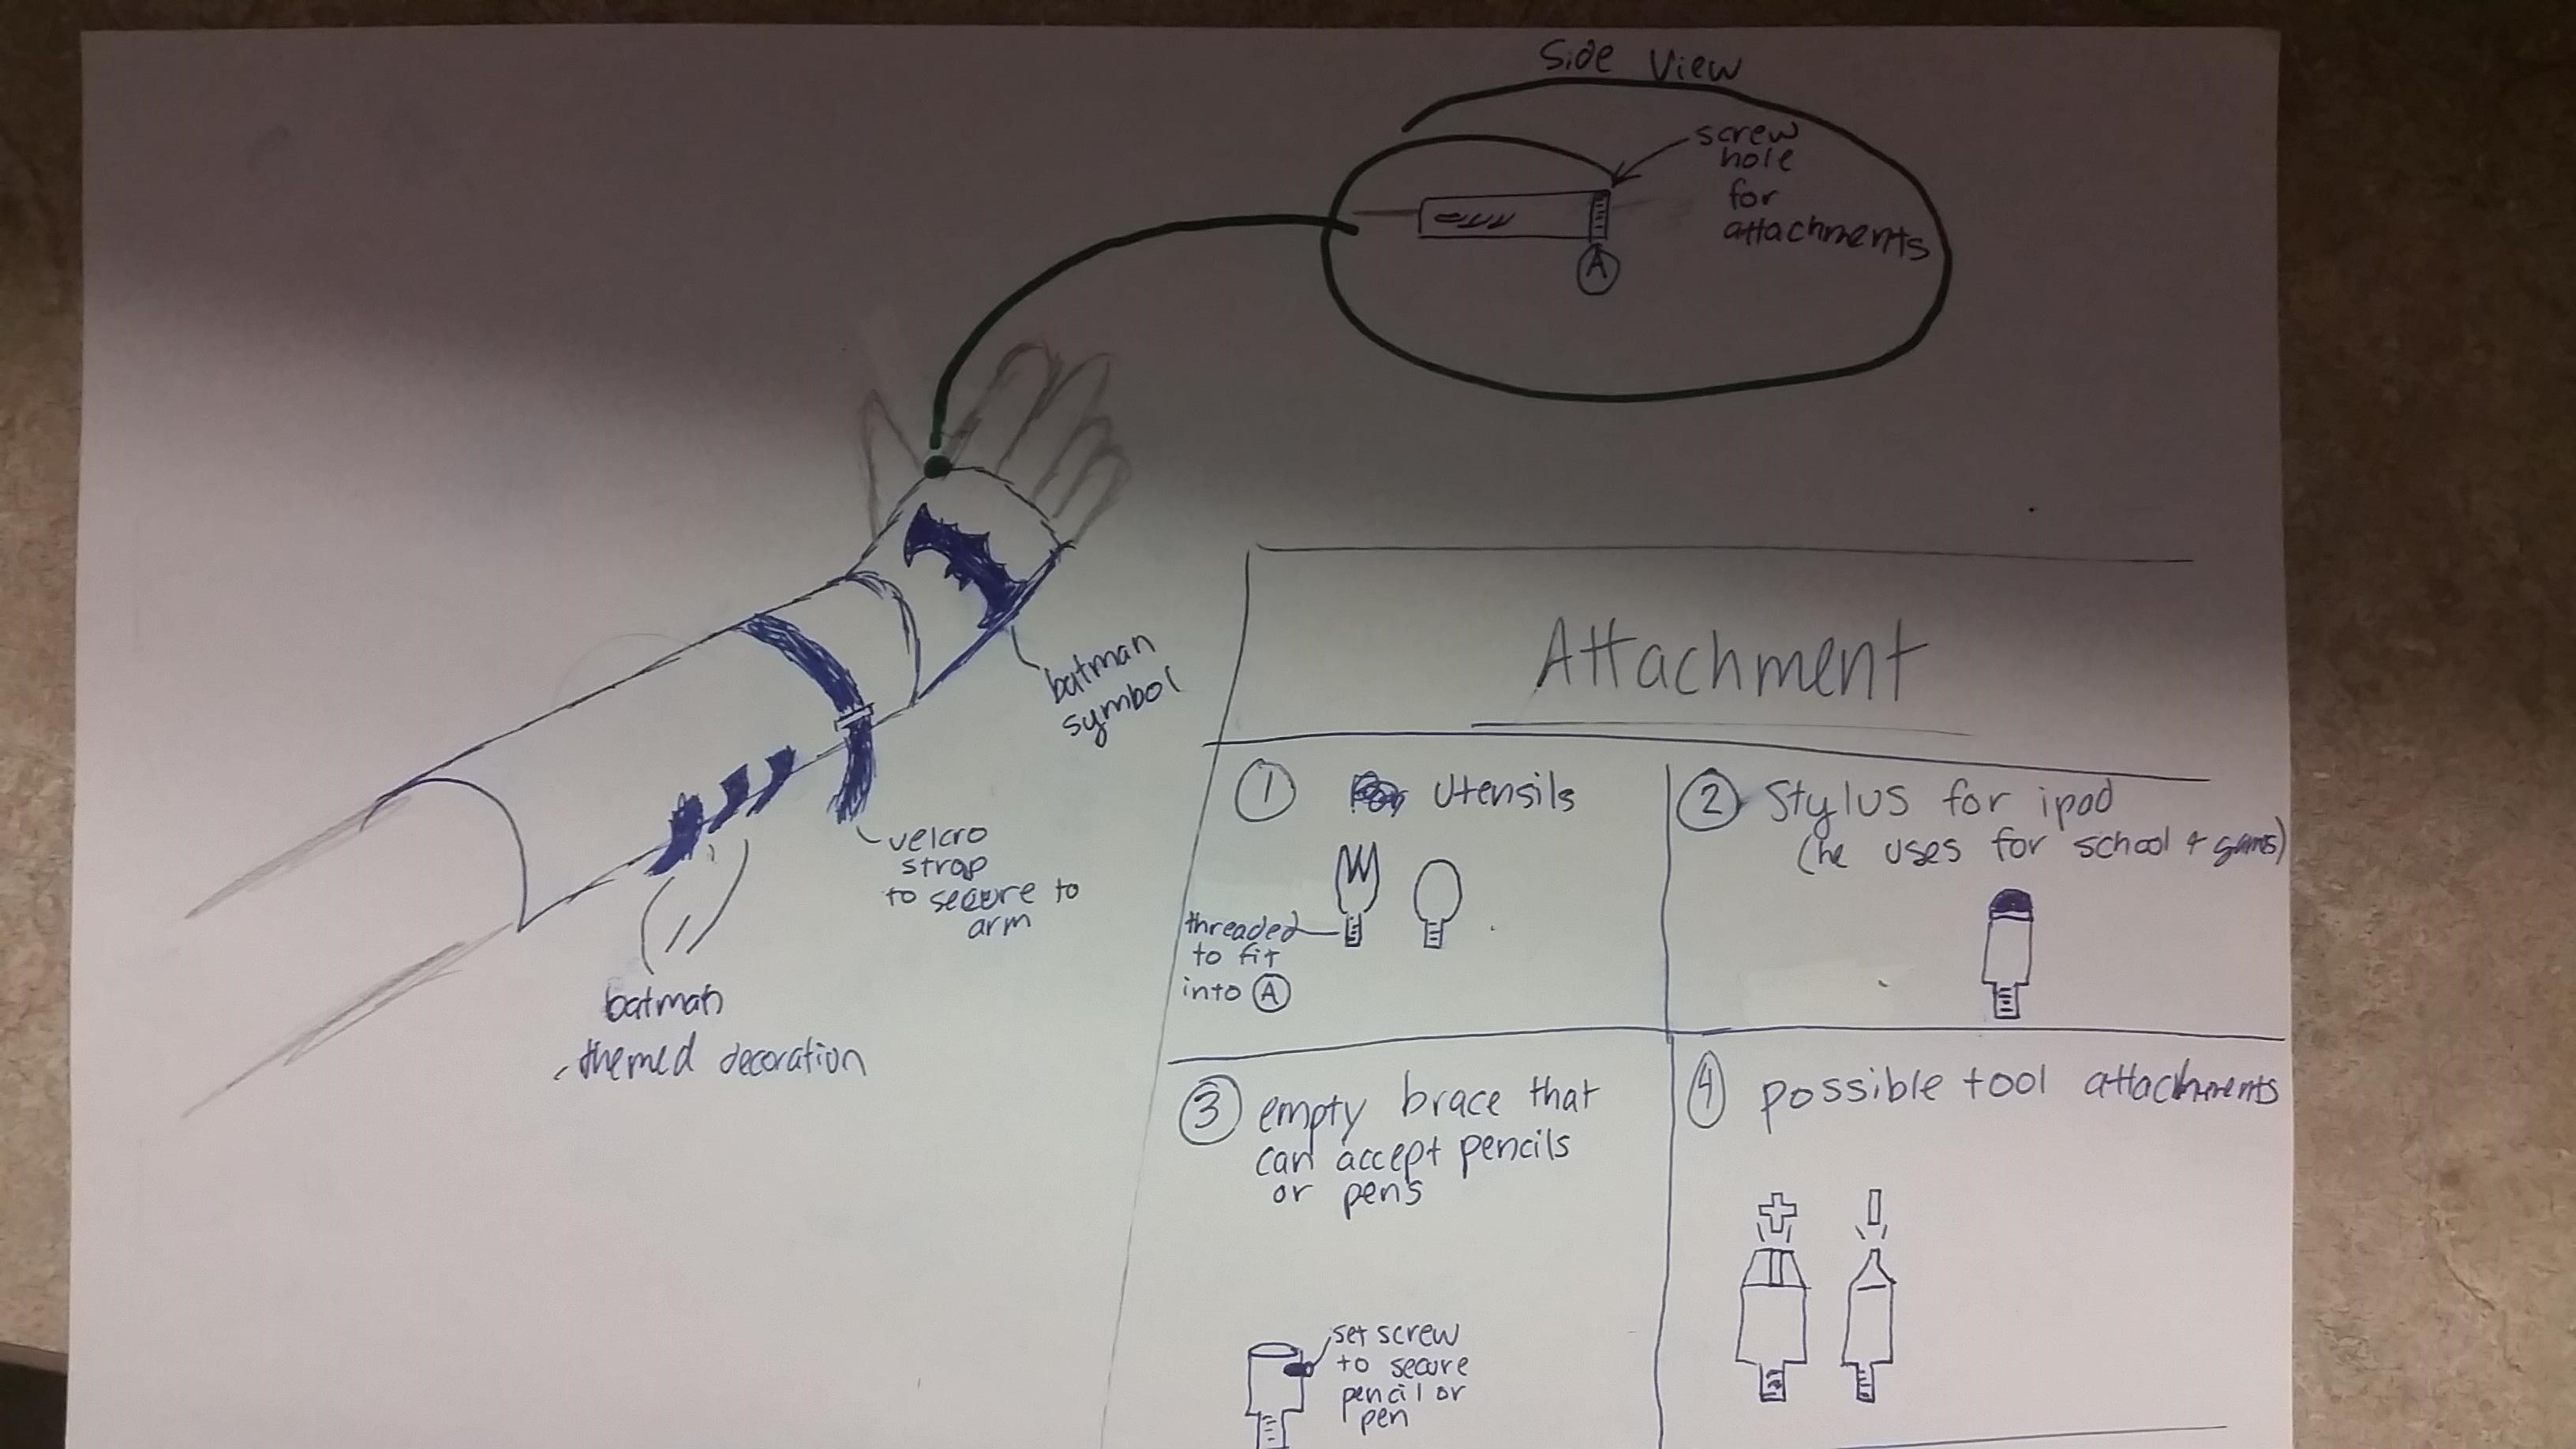 Side View
screw
hole
for
attachments
A
batman
symbol
velcro
strap
to secure to
arm
batman
themed decoration
Attachment
1 Utensils
threaded
to fit
into A
2 Stylus for ipod
(he uses for school + games)
3 empty brace that
can accept pencils
or pens
set screw
to secure
pencil or
pen
4 possible tool attachments